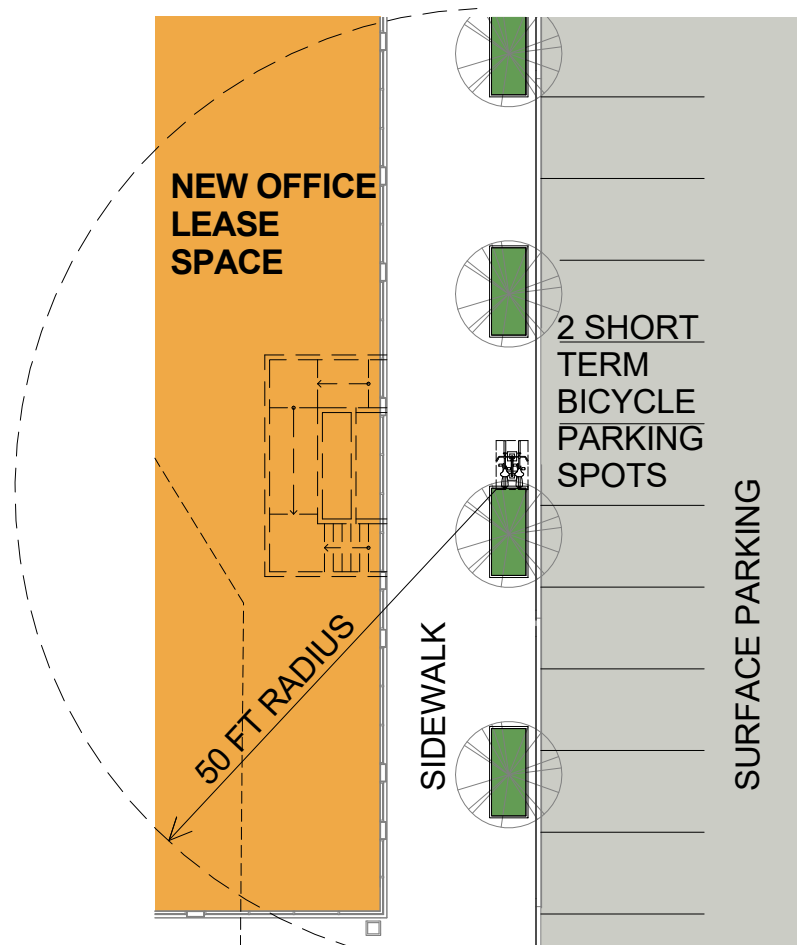 NEW OFFICE
LEASE
SPACE
2 SHORT
TERM
BICYCLE
PARKING
SPOTS
50 FT RADIUS
SIDEWALK
SURFACE PARKING